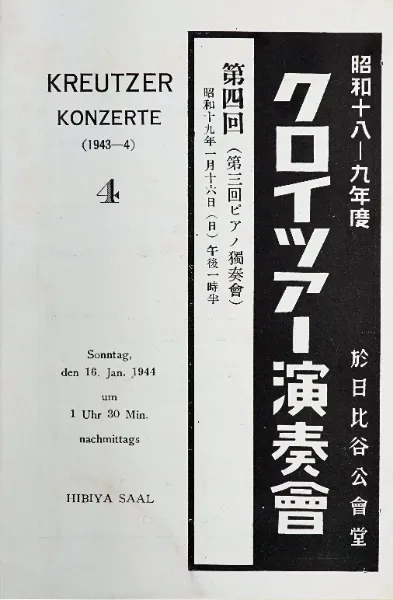 昭和十八―九年度
クロイツアー演奏會
於日比谷公會堂
第四回(第三回ピアノ獨奏會)
昭和十九年一月十六日(日)午後一時半
KREUTZER
KONZERTE
(1943—4)
4
Sonntag,
den 16. Jan. 1944
um
1 Uhr 30 Min.
nachmittags
HIBIYA SAAL